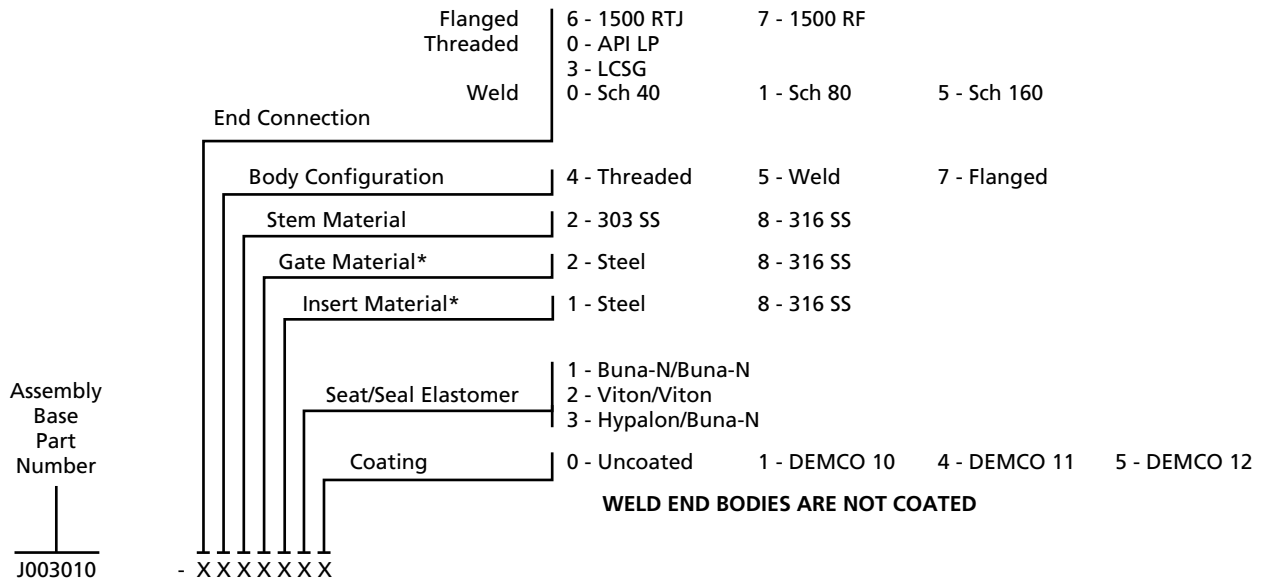 Flanged 6 - 1500 RTJ 7 - 1500 RF
Threaded 0 - API LP
3 - LCSG
Weld 0 - Sch 40 1 - Sch 80 5 - Sch 160
End Connection
Body Configuration 4 - Threaded 5 - Weld 7 - Flanged
Stem Material 2 - 303 SS 8 - 316 SS
Gate Material* 2 - Steel 8 - 316 SS
Insert Material* 1 - Steel 8 - 316 SS
1 - Buna-N/Buna-N
Seat/Seal Elastomer 2 - Viton/Viton
3 - Hypalon/Buna-N
Coating 0 - Uncoated 1 - DEMCO 10 4 - DEMCO 11 5 - DEMCO 12
WELD END BODIES ARE NOT COATED
Assembly
Base
Part
Number
J003010 - X X X X X X X